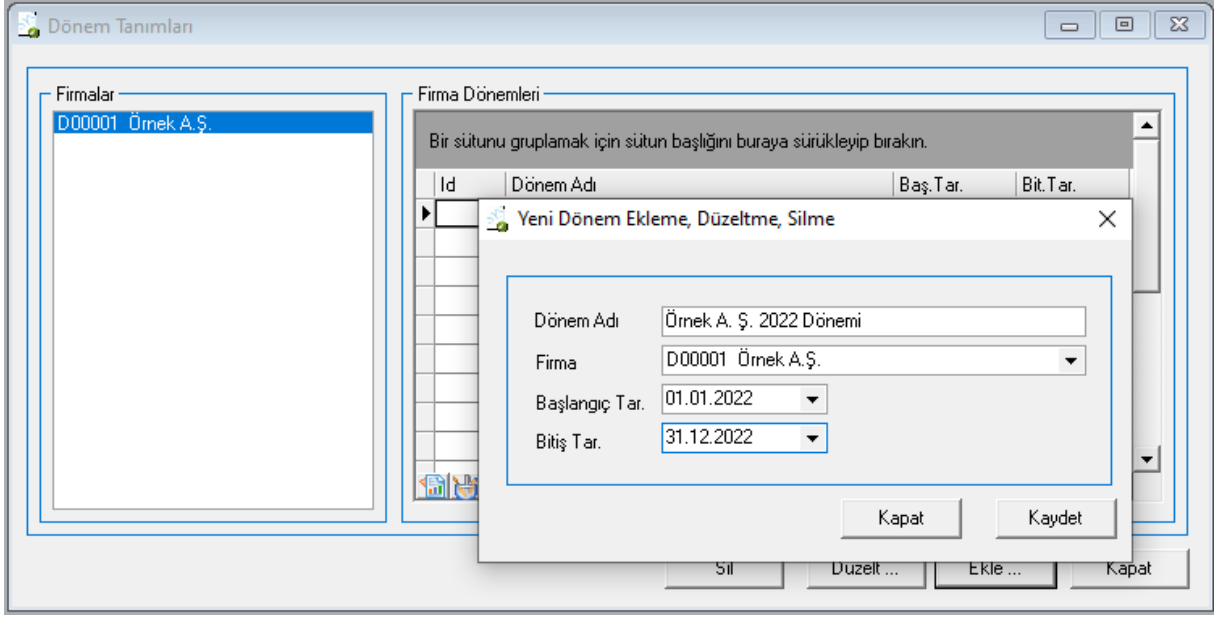 Dönem Tanımları
Firmalar
D00001 Örnek A.Ş.
Firma Dönemleri
Bir sütunu gruplamak için sütun başlığını buraya sürükleyip bırakın.
Id Dönem Adı Baş.Tar. Bit.Tar.
Yeni Dönem Ekleme, Düzeltme, Silme
Dönem Adı Örnek A. Ş. 2022 Dönemi
Firma D00001 Örnek A.Ş.
Başlangıç Tar. 01.01.2022
Bitiş Tar. 31.12.2022
Kapat Kaydet
Sil Düzelt ... Ekle ... Kapat